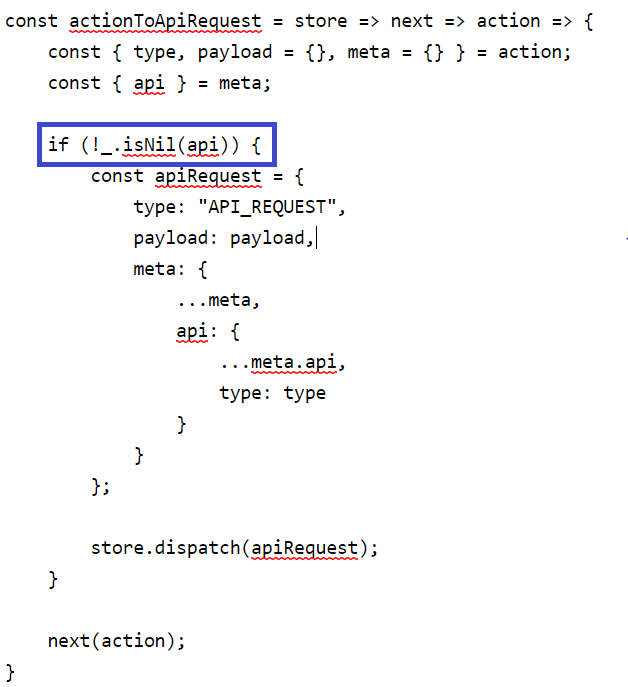 const actionToApiRequest = store => next => action => {
    const { type, payload = {}, meta = {} } = action;
    const { api } = meta;
    if (!_.isNil(api)) {
        const apiRequest = {
            type: "API_REQUEST",
            payload: payload,
            meta: {
                ...meta,
                api: {
                    ...meta.api,
                    type: type
                }
            }
        };
        store.dispatch(apiRequest);
    }
    next(action);
}